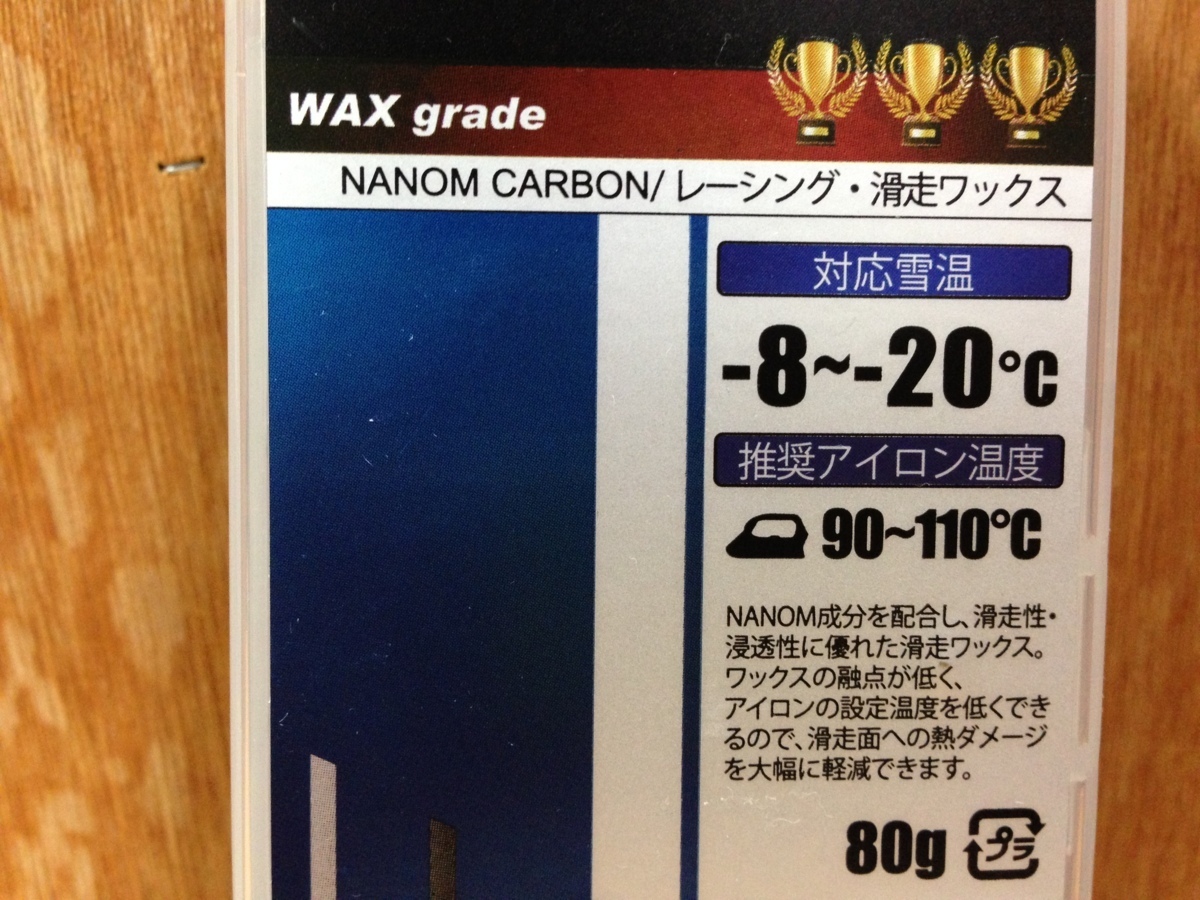 WAX grade
NANOM CARBON/ レーシング・滑走ワックス
対応雪温
-8~-20℃
推奨アイロン温度
90~110℃
NANOM成分を配合し、滑走性・
浸透性に優れた滑走ワックス。
ワックスの融点が低く、
アイロンの設定温度を低くでき
るので、滑走面への熱ダメージ
を大幅に軽減できます。
80g プラ